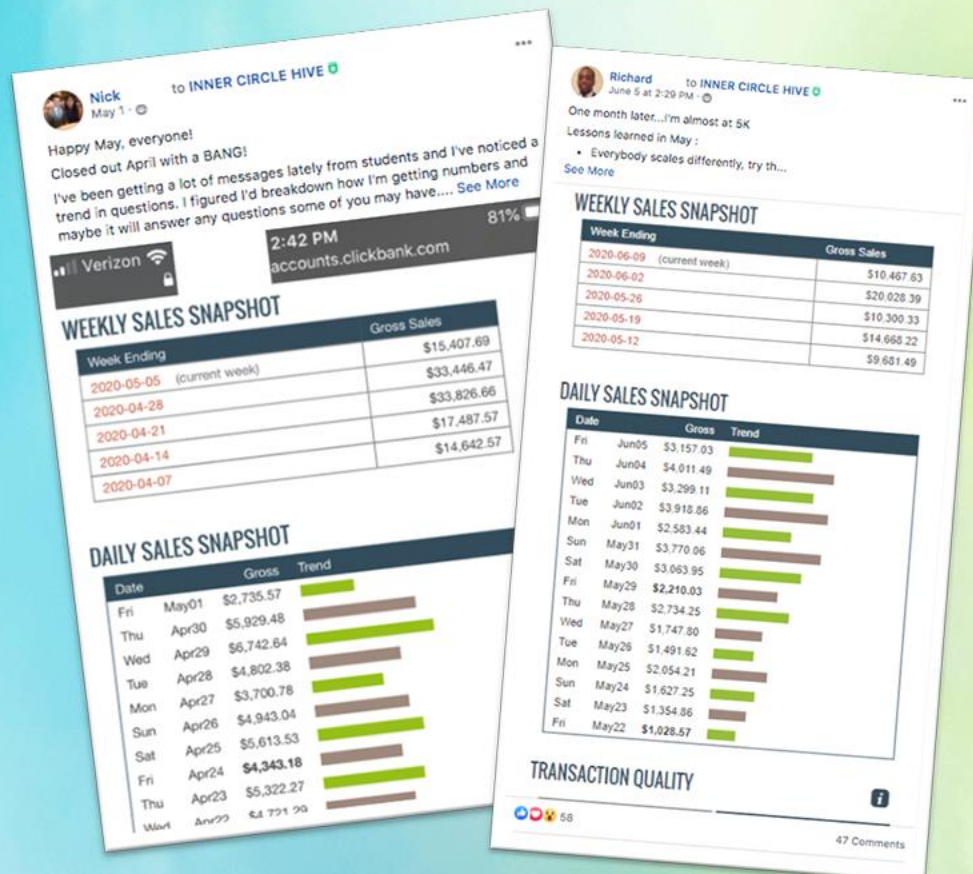 Nick to INNER CIRCLE HIVE
May 1 ·
Happy May, everyone!
Closed out April with a BANG!
I've been getting a lot of messages lately from students and I've noticed a
trend in questions. I figured I'd breakdown how I'm getting numbers and
maybe it will answer any questions some of you may have.... See More
Verizon
2:42 PM 81%
accounts.clickbank.com
WEEKLY SALES SNAPSHOT
Week Ending Gross Sales
2020-05-05 (current week) $15,407.69
2020-04-28 $33,446.47
2020-04-21 $33,826.66
2020-04-14 $17,487.57
2020-04-07 $14,642.57
DAILY SALES SNAPSHOT
Date Gross Trend
Fri May01 $2,735.57
Thu Apr30 $5,929.48
Wed Apr29 $6,742.64
Tue Apr28 $4,802.38
Mon Apr27 $3,700.78
Sun Apr26 $4,943.04
Sat Apr25 $5,613.53
Fri Apr24 $4,343.18
Thu Apr23 $5,322.27
Wed Apr22 $4,721.29
Richard to INNER CIRCLE HIVE
June 5 at 2:29 PM ·
One month later...I'm almost at 5K
Lessons learned in May :
• Everybody scales differently, try th...
See More
WEEKLY SALES SNAPSHOT
Week Ending Gross Sales
2020-06-09 (current week) $10,467.63
2020-06-02 $20,028.39
2020-05-26 $10,300.33
2020-05-19 $14,668.22
2020-05-12 $9,681.49
DAILY SALES SNAPSHOT
Date Gross Trend
Fri Jun05 $3,157.03
Thu Jun04 $4,011.49
Wed Jun03 $3,299.11
Tue Jun02 $3,918.86
Mon Jun01 $2,583.44
Sun May31 $3,770.06
Sat May30 $3,063.95
Fri May29 $2,210.03
Thu May28 $2,734.25
Wed May27 $1,747.80
Tue May26 $1,491.62
Mon May25 $2,054.21
Sun May24 $1,627.25
Sat May23 $1,354.86
Fri May22 $1,028.57
TRANSACTION QUALITY
58
47 Comments